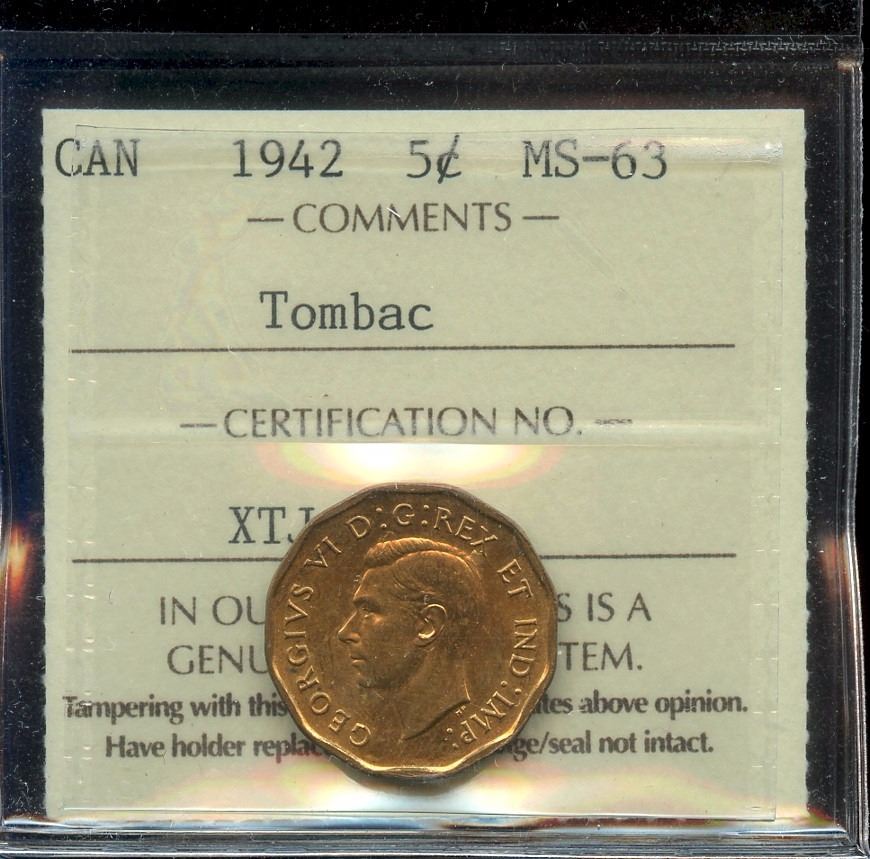 CAN 1942 5¢ MS-63
— COMMENTS —
Tombac
— CERTIFICATION NO. —
XTJ
IN OU S IS A
GENU TEM.
Tampering with this tes above opinion.
Have holder replac ge/seal not intact.
GEORGIVS VI D:G:REX ET IND:IMP: